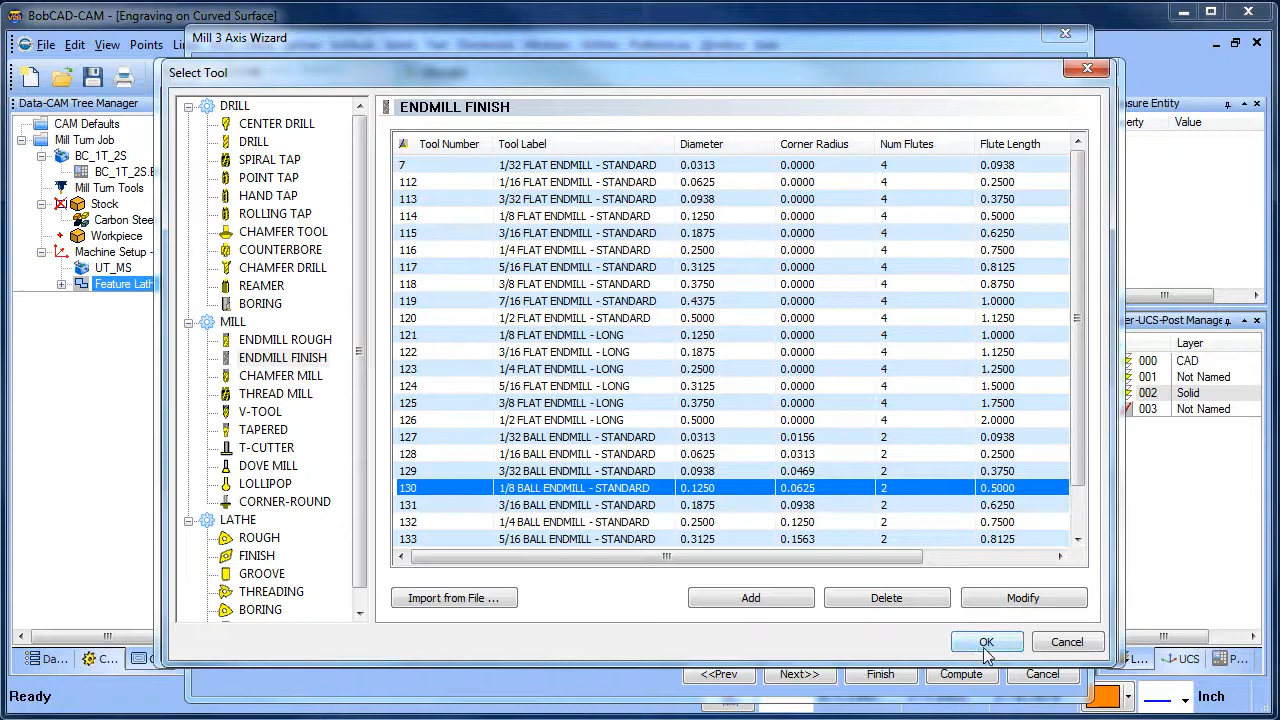 BobCAD-CAM - [Engraving on Curved Surface]
File Edit View Points
Mill 3 Axis Wizard
Select Tool
Data-CAM Tree Manager
CAM Defaults
Mill Turn Job
BC_1T_2S
BC_1T_2S.E
Mill Turn Tools
Stock
Carbon Stee
Workpiece
Machine Setup -
UT_MS
Feature Lath
DRILL
CENTER DRILL
DRILL
SPIRAL TAP
POINT TAP
HAND TAP
ROLLING TAP
CHAMFER TOOL
COUNTERBORE
CHAMFER DRILL
REAMER
BORING
MILL
ENDMILL ROUGH
ENDMILL FINISH
CHAMFER MILL
THREAD MILL
V-TOOL
TAPERED
T-CUTTER
DOVE MILL
LOLLIPOP
CORNER-ROUND
LATHE
ROUGH
FINISH
GROOVE
THREADING
BORING
ENDMILL FINISH
Tool Number Tool Label Diameter Corner Radius Num Flutes Flute Length
7 1/32 FLAT ENDMILL - STANDARD 0.0313 0.0000 4 0.0938
112 1/16 FLAT ENDMILL - STANDARD 0.0625 0.0000 4 0.2500
113 3/32 FLAT ENDMILL - STANDARD 0.0938 0.0000 4 0.3750
114 1/8 FLAT ENDMILL - STANDARD 0.1250 0.0000 4 0.5000
115 3/16 FLAT ENDMILL - STANDARD 0.1875 0.0000 4 0.6250
116 1/4 FLAT ENDMILL - STANDARD 0.2500 0.0000 4 0.7500
117 5/16 FLAT ENDMILL - STANDARD 0.3125 0.0000 4 0.8125
118 3/8 FLAT ENDMILL - STANDARD 0.3750 0.0000 4 0.8750
119 7/16 FLAT ENDMILL - STANDARD 0.4375 0.0000 4 1.0000
120 1/2 FLAT ENDMILL - STANDARD 0.5000 0.0000 4 1.1250
121 1/8 FLAT ENDMILL - LONG 0.1250 0.0000 4 1.0000
122 3/16 FLAT ENDMILL - LONG 0.1875 0.0000 4 1.1250
123 1/4 FLAT ENDMILL - LONG 0.2500 0.0000 4 1.2500
124 5/16 FLAT ENDMILL - LONG 0.3125 0.0000 4 1.5000
125 3/8 FLAT ENDMILL - LONG 0.3750 0.0000 4 1.7500
126 1/2 FLAT ENDMILL - LONG 0.5000 0.0000 4 2.0000
127 1/32 BALL ENDMILL - STANDARD 0.0313 0.0156 2 0.0938
128 1/16 BALL ENDMILL - STANDARD 0.0625 0.0313 2 0.2500
129 3/32 BALL ENDMILL - STANDARD 0.0938 0.0469 2 0.3750
130 1/8 BALL ENDMILL - STANDARD 0.1250 0.0625 2 0.5000
131 3/16 BALL ENDMILL - STANDARD 0.1875 0.0938 2 0.6250
132 1/4 BALL ENDMILL - STANDARD 0.2500 0.1250 2 0.7500
133 5/16 BALL ENDMILL - STANDARD 0.3125 0.1563 2 0.8125
Import from File ... Add Delete Modify
OK Cancel
<<Prev Next>> Finish Compute Cancel
sure Entity
erty Value
er-UCS-Post Manage
Layer
000 CAD
001 Not Named
002 Solid
003 Not Named
Da... C... L... UCS P...
Ready Inch